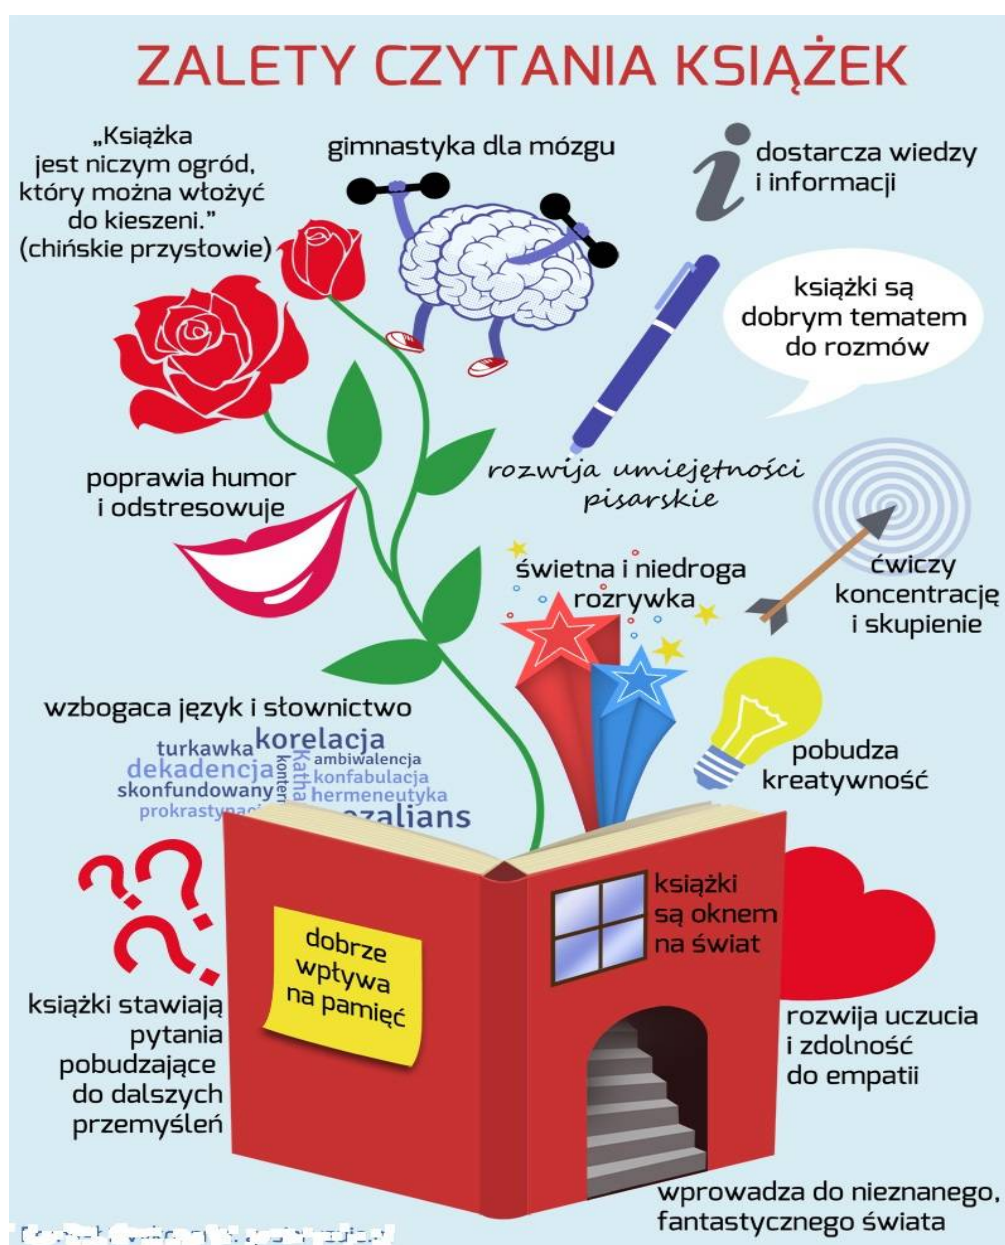 ZALETY CZYTANIA KSIĄŻEK
„Książka
jest niczym ogród,
który można włożyć
do kieszeni.”
(chińskie przysłowie)
gimnastyka dla mózgu
dostarcza wiedzy
i informacji
książki są
dobrym tematem
do rozmów
poprawia humor
i odstresowuje
rozwija umiejętności
pisarskie
świetna i niedroga
rozrywka
ćwiczy
koncentrację
i skupienie
wzbogaca język i słownictwo
turkawka
korelacja
dekadencja
ambiwalencja
konfabulacja
skonfundowany
hermeneutyka
pobudza
kreatywność
książki
są oknem
na świat
dobrze
wpływa
na pamięć
książki stawiają
pytania
pobudzające
do dalszych
przemyśleń
rozwija uczucia
i zdolność
do empatii
wprowadza do nieznanego,
fantastycznego świata